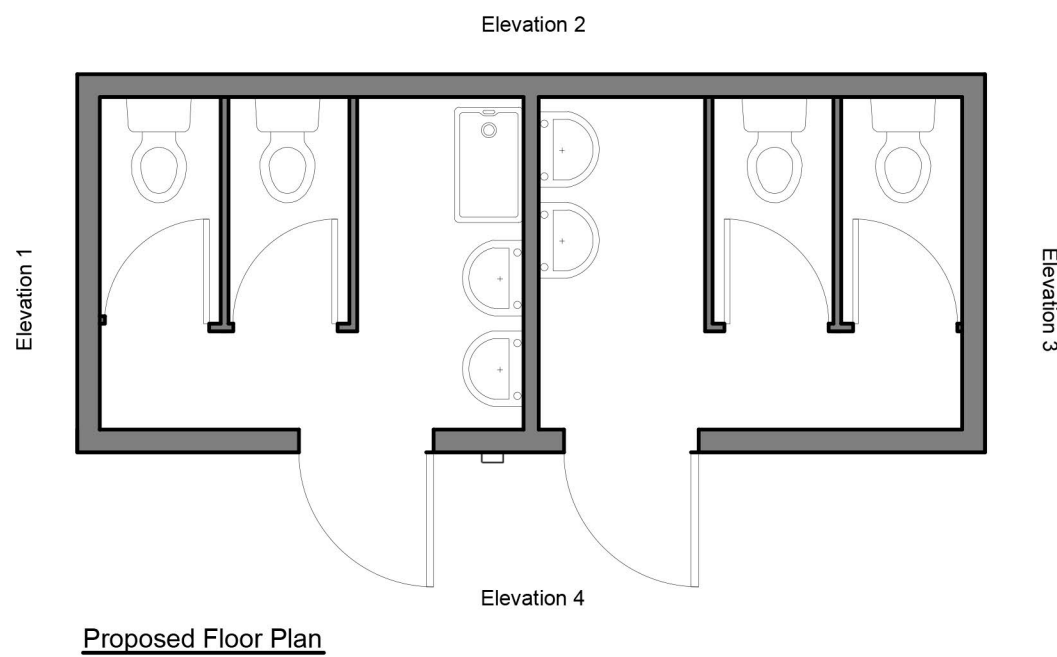 Elevation 2
Elevation 1
Elevation 3
Elevation 4
Proposed Floor Plan